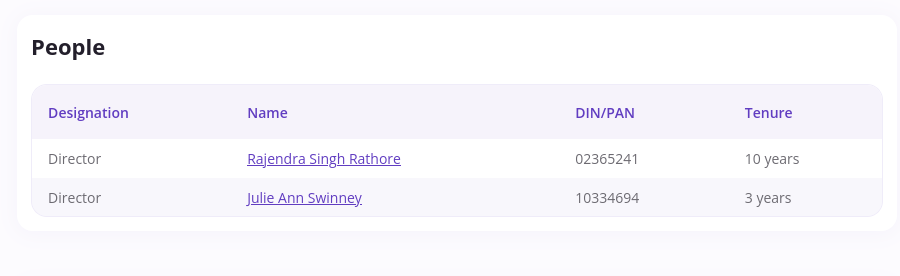 People
Designation Name DIN/PAN Tenure
Director Rajendra Singh Rathore 02365241 10 years
Director Julie Ann Swinney 10334694 3 years